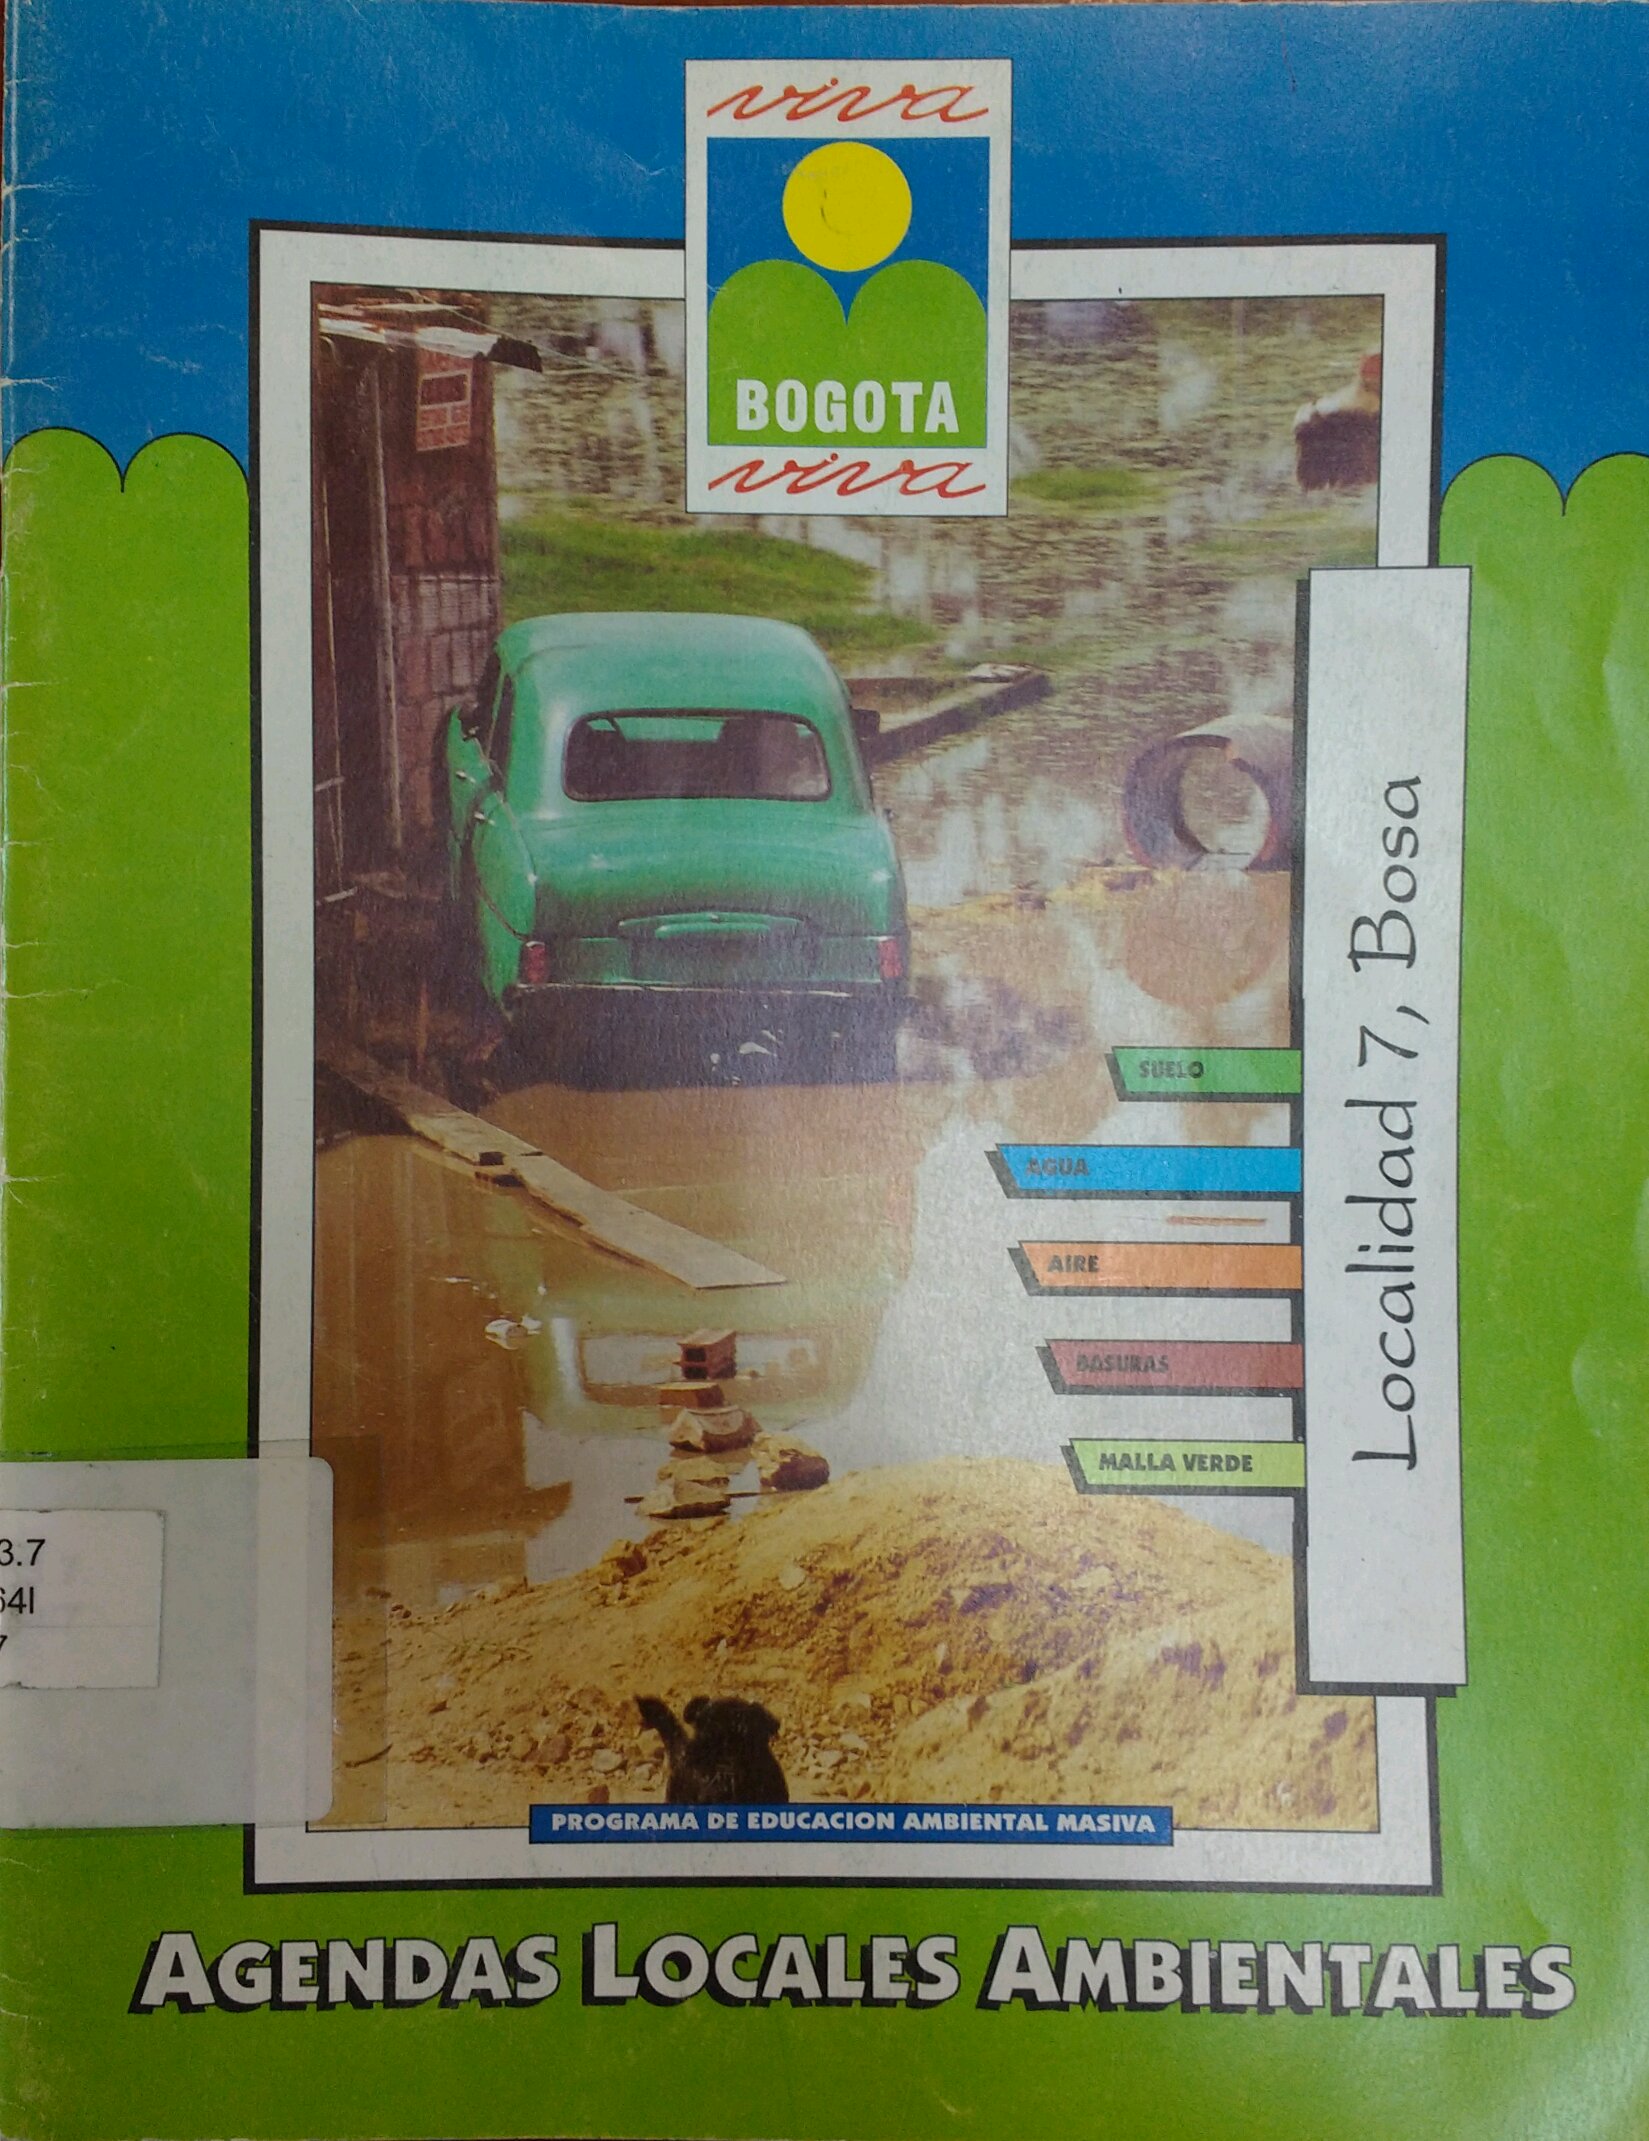 viva
BOGOTA
viva
Localidad 7, Bosa
SUELO
AGUA
AIRE
BASURAS
MALLA VERDE
3.7
64l
7
PROGRAMA DE EDUCACION AMBIENTAL MASIVA
AGENDAS LOCALES AMBIENTALES